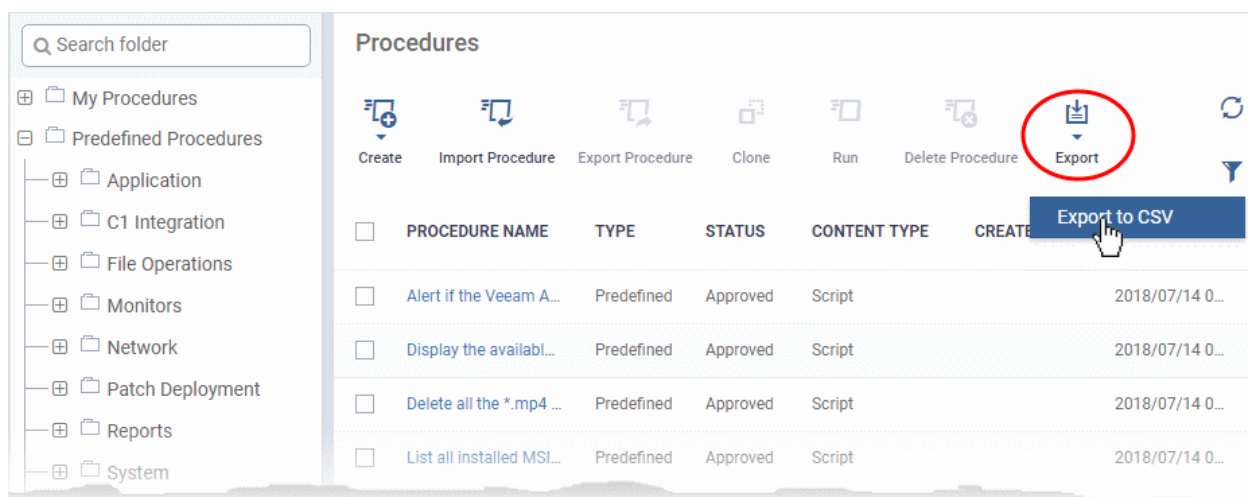 Search folder
My Procedures
Predefined Procedures
Application
C1 Integration
File Operations
Monitors
Network
Patch Deployment
Reports
System
Procedures
Create Import Procedure Export Procedure Clone Run Delete Procedure Export
Export to CSV
PROCEDURE NAME TYPE STATUS CONTENT TYPE CREATE
Alert if the Veeam A... Predefined Approved Script 2018/07/14 0...
Display the availabl... Predefined Approved Script 2018/07/14 0...
Delete all the *.mp4 ... Predefined Approved Script 2018/07/14 0...
List all installed MSI... Predefined Approved Script 2018/07/14 0...